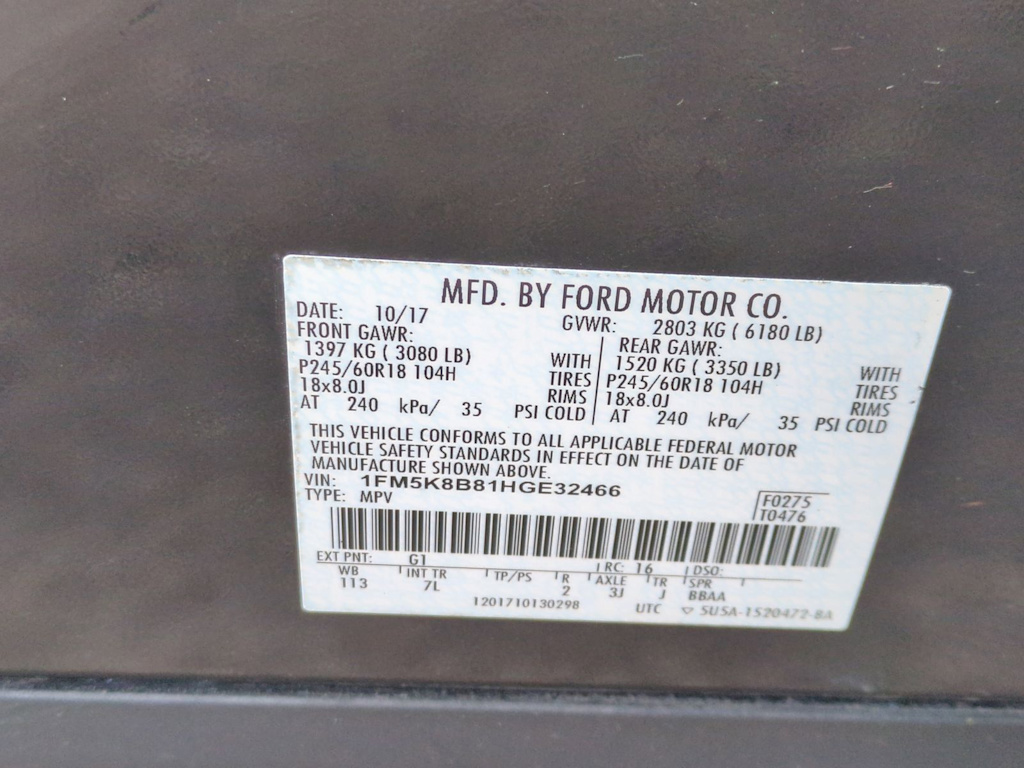 MFD. BY FORD MOTOR CO.
DATE: 10/17 GVWR: 2803 KG ( 6180 LB)
FRONT GAWR: REAR GAWR:
1397 KG ( 3080 LB) WITH 1520 KG ( 3350 LB) WITH
P245/60R18 104H TIRES P245/60R18 104H TIRES
18x8.0J RIMS 18x8.0J RIMS
AT 240 kPa/ 35 PSI COLD AT 240 kPa/ 35 PSI COLD
THIS VEHICLE CONFORMS TO ALL APPLICABLE FEDERAL MOTOR
VEHICLE SAFETY STANDARDS IN EFFECT ON THE DATE OF
MANUFACTURE SHOWN ABOVE.
VIN: 1FM5K8B81HGE32466
TYPE: MPV F0275
T0476
EXT PNT: G1 RC: 16 DSO:
WB INT TR TP/PS R AXLE TR SPR
113 7L 2 3J J BBAA
1201710130298 UTC ▽ 5U5A-1520472-BA